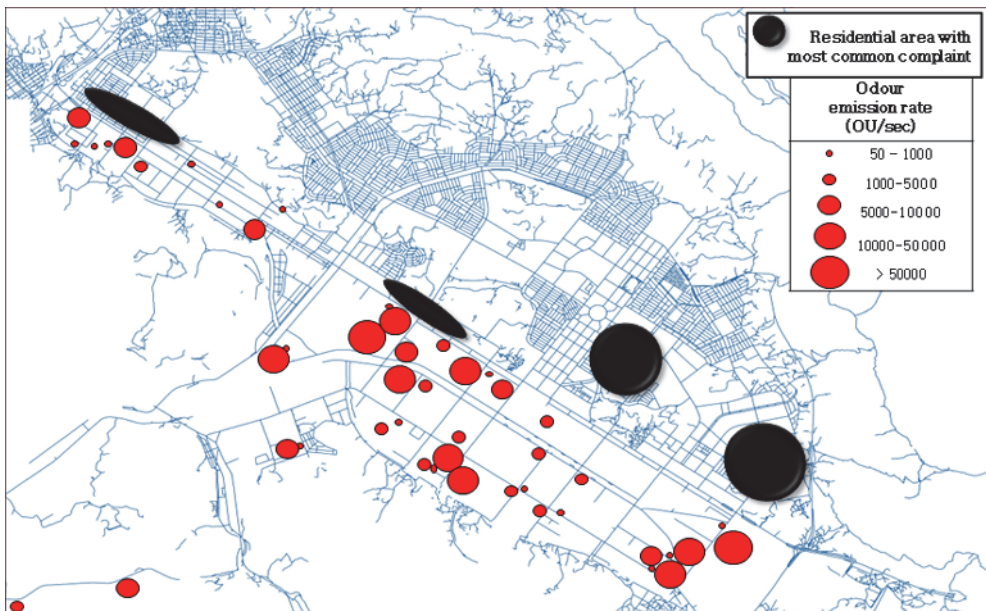 Residential area with
most common complaint
Odour
emission rate
(OU/sec)
50 - 1000
1000-5000
5000-10000
10000-50000
> 50000